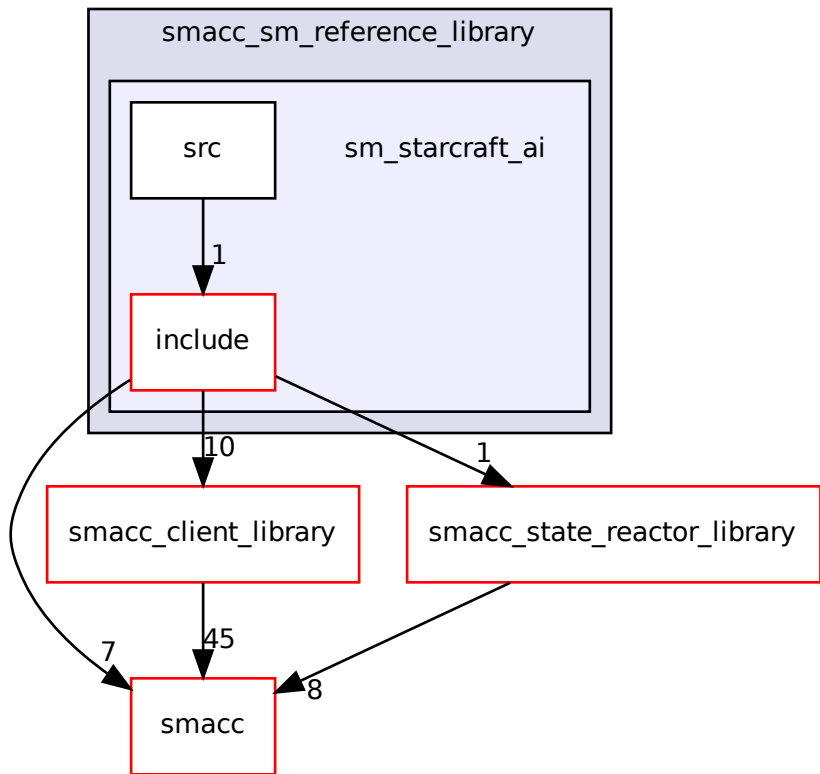 smacc_sm_reference_library
src
sm_starcraft_ai
1
include
10
1
smacc_client_library
smacc_state_reactor_library
7
45
8
smacc